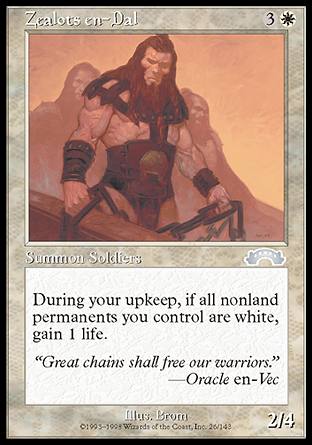 Zealots en-Dal 3
Summon Soldiers
During your upkeep, if all nonland
permanents you control are white,
gain 1 life.
“Great chains shall free our warriors.”
—Oracle en-Vec
Illus. Brom
©1993–1998 Wizards of the Coast, Inc. 26/143
2/4